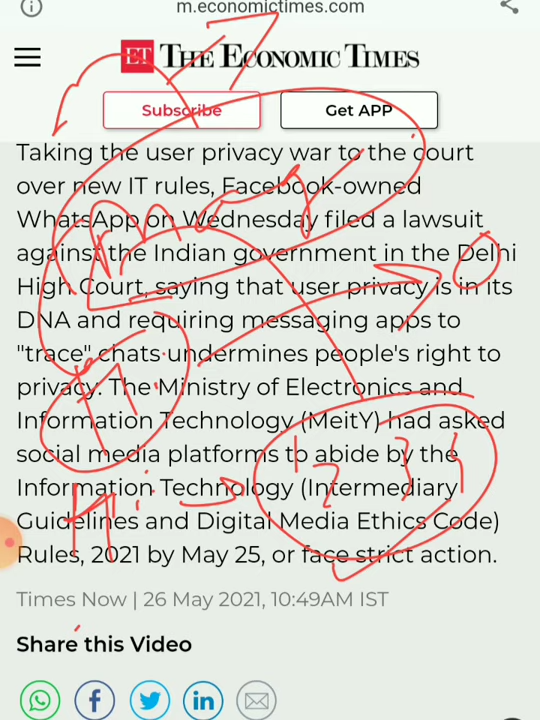 m.economictimes.com
ET THE ECONOMIC TIMES
Subscribe
Get APP
Taking the user privacy war to the court
over new IT rules, Facebook-owned
WhatsApp on Wednesday filed a lawsuit
against the Indian government in the Delhi
High Court, saying that user privacy is in its
DNA and requiring messaging apps to
"trace" chats undermines people's right to
privacy. The Ministry of Electronics and
Information Technology (MeitY) had asked
social media platforms to abide by the
Information Technology (Intermediary
Guidelines and Digital Media Ethics Code)
Rules, 2021 by May 25, or face strict action.
Times Now | 26 May 2021, 10:49AM IST
Share this Video